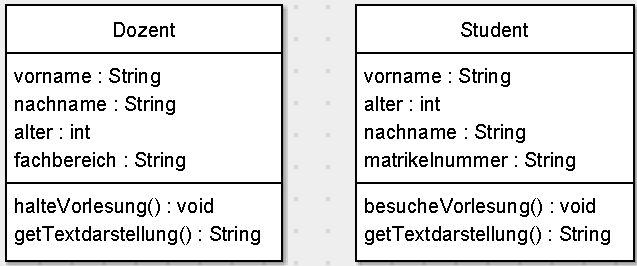 Dozent
vorname : String
nachname : String
alter : int
fachbereich : String
halteVorlesung() : void
getTextdarstellung() : String
Student
vorname : String
alter : int
nachname : String
matrikelnummer : String
besucheVorlesung() : void
getTextdarstellung() : String